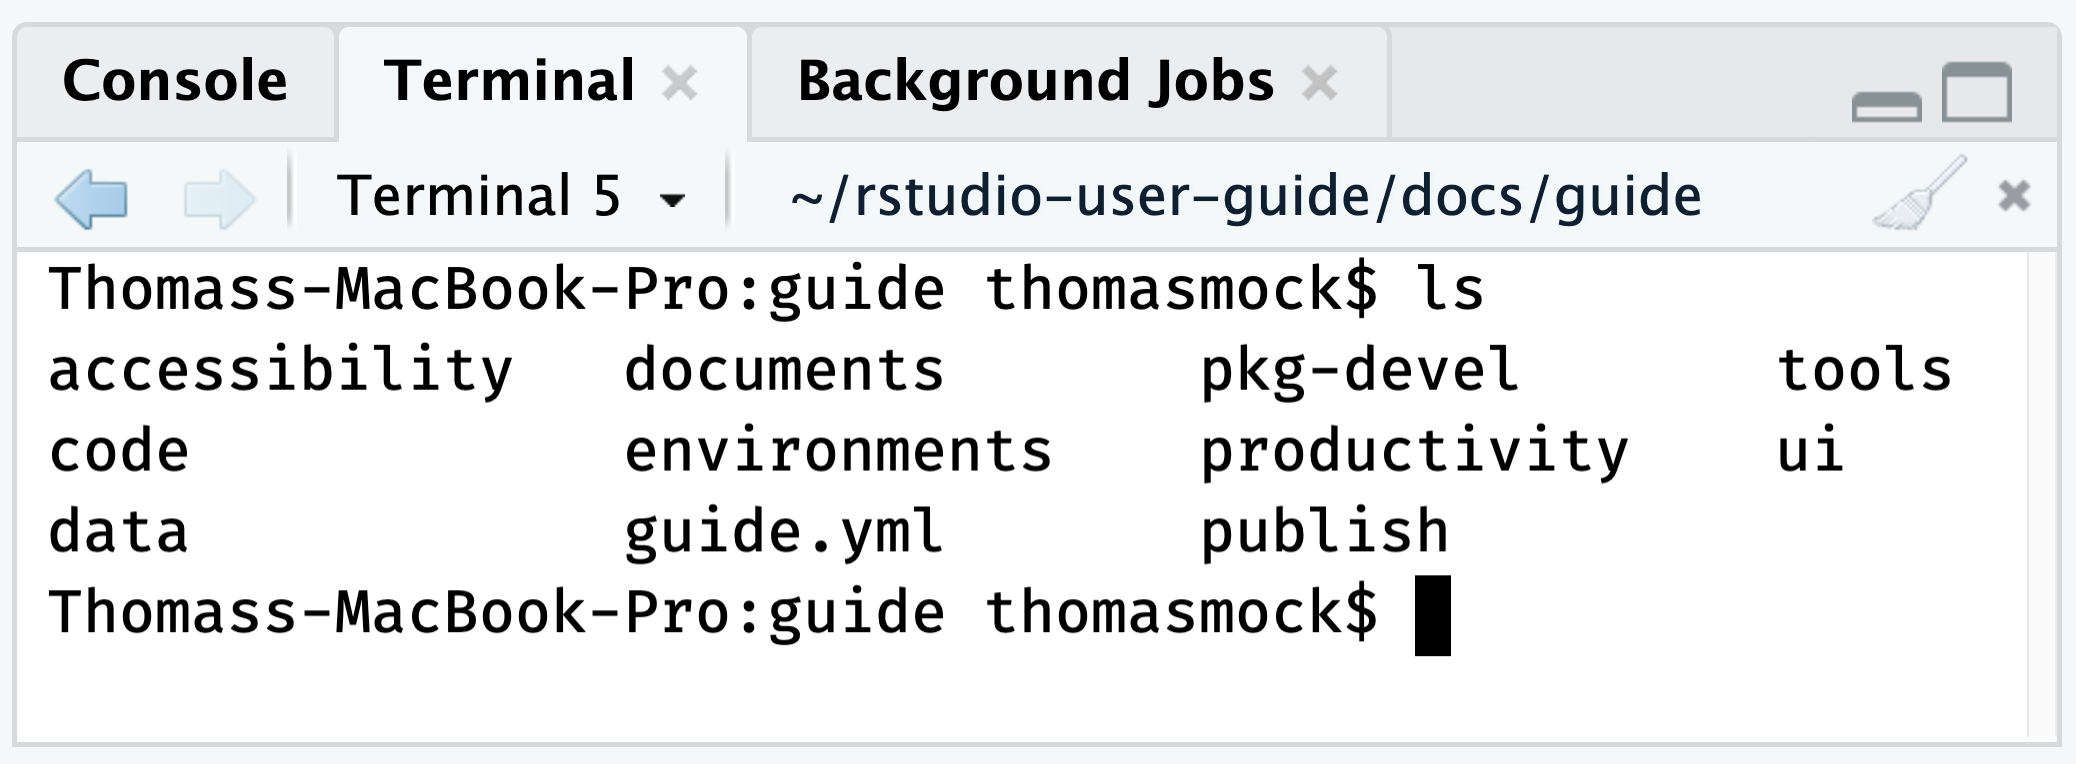 Console Terminal Background Jobs
Terminal 5 ~/rstudio-user-guide/docs/guide
Thomass-MacBook-Pro:guide thomasmock$ ls
accessibility documents pkg-devel tools
code environments productivity ui
data guide.yml publish
Thomass-MacBook-Pro:guide thomasmock$